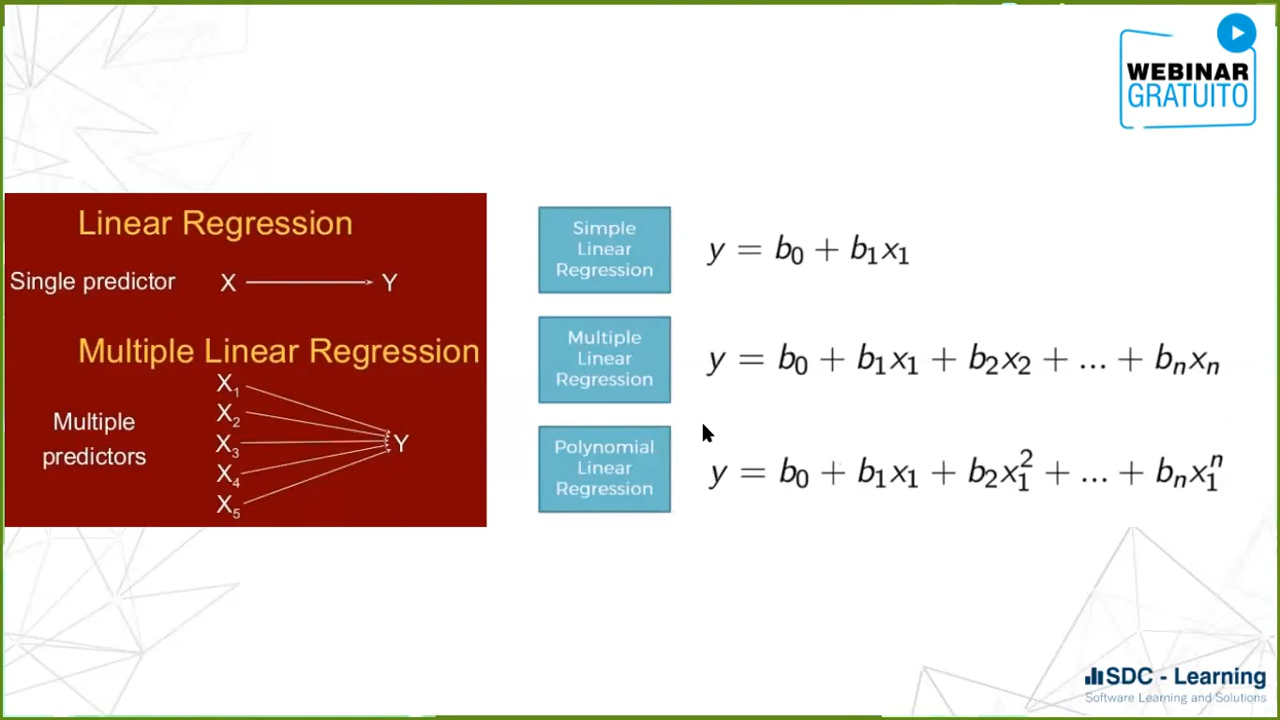 WEBINAR
GRATUITO
Linear Regression
Single predictor X Y
Multiple Linear Regression
X1
X2
Multiple predictors
X3 Y
X4
X5
Simple
Linear
Regression
y = b₀ + b₁x₁
Multiple
Linear
Regression
y = b₀ + b₁x₁ + b₂x₂ + ... + bₙxₙ
Polynomial
Linear
Regression
y = b₀ + b₁x₁ + b₂x₁² + ... + bₙx₁ⁿ
SDC - Learning
Software Learning and Solutions